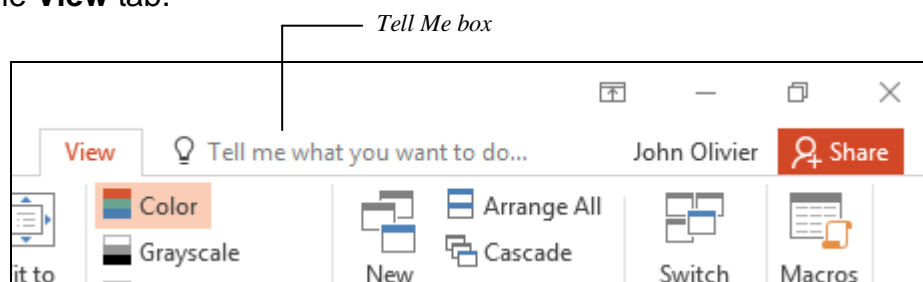 View tab.
Tell Me box
View Tell me what you want to do... John Olivier Share
Color Arrange All
Grayscale Cascade
it to New Switch Macros